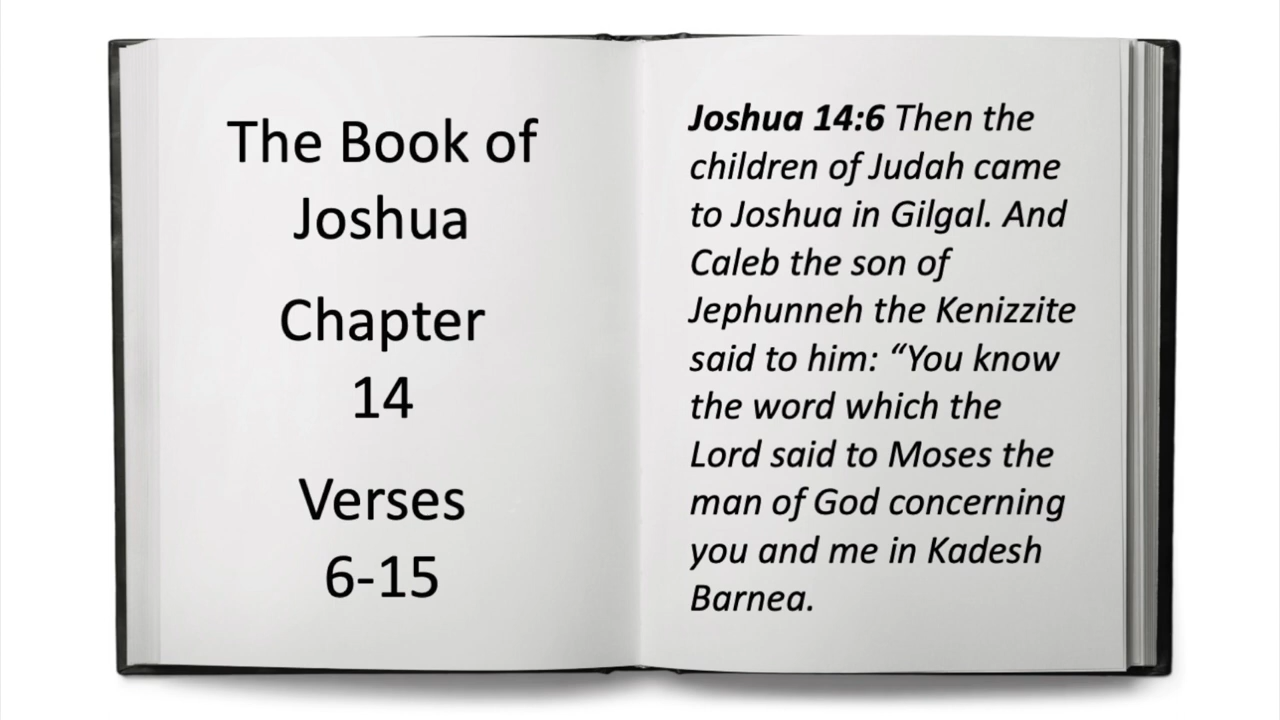 The Book of
Joshua
Chapter
14
Verses
6-15
Joshua 14:6 Then the
children of Judah came
to Joshua in Gilgal. And
Caleb the son of
Jephunneh the Kenizzite
said to him: “You know
the word which the
Lord said to Moses the
man of God concerning
you and me in Kadesh
Barnea.